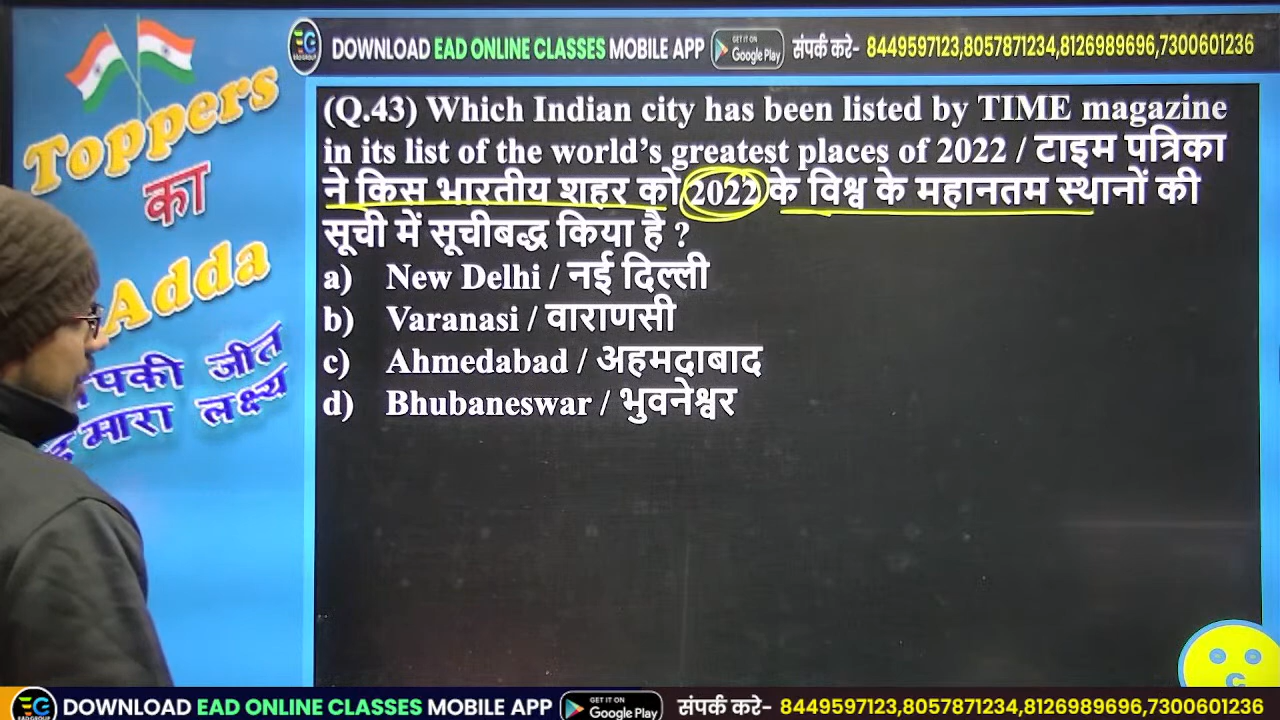 DOWNLOAD EAD ONLINE CLASSES MOBILE APP GET IT ON Google Play संपर्क करे- 8449597123,8057871234,8126989696,7300601236
Toppers
का
Adda
पकी जीत
हमारा लक्ष्य
(Q.43) Which Indian city has been listed by TIME magazine
in its list of the world's greatest places of 2022 / टाइम पत्रिका
ने किस भारतीय शहर को 2022 के विश्व के महानतम स्थानों की
सूची में सूचीबद्ध किया है ?
a) New Delhi / नई दिल्ली
b) Varanasi / वाराणसी
c) Ahmedabad / अहमदाबाद
d) Bhubaneswar / भुवनेश्वर
EAD GROUP DOWNLOAD EAD ONLINE CLASSES MOBILE APP GET IT ON Google Play संपर्क करे- 8449597123,8057871234,8126989696,7300601236